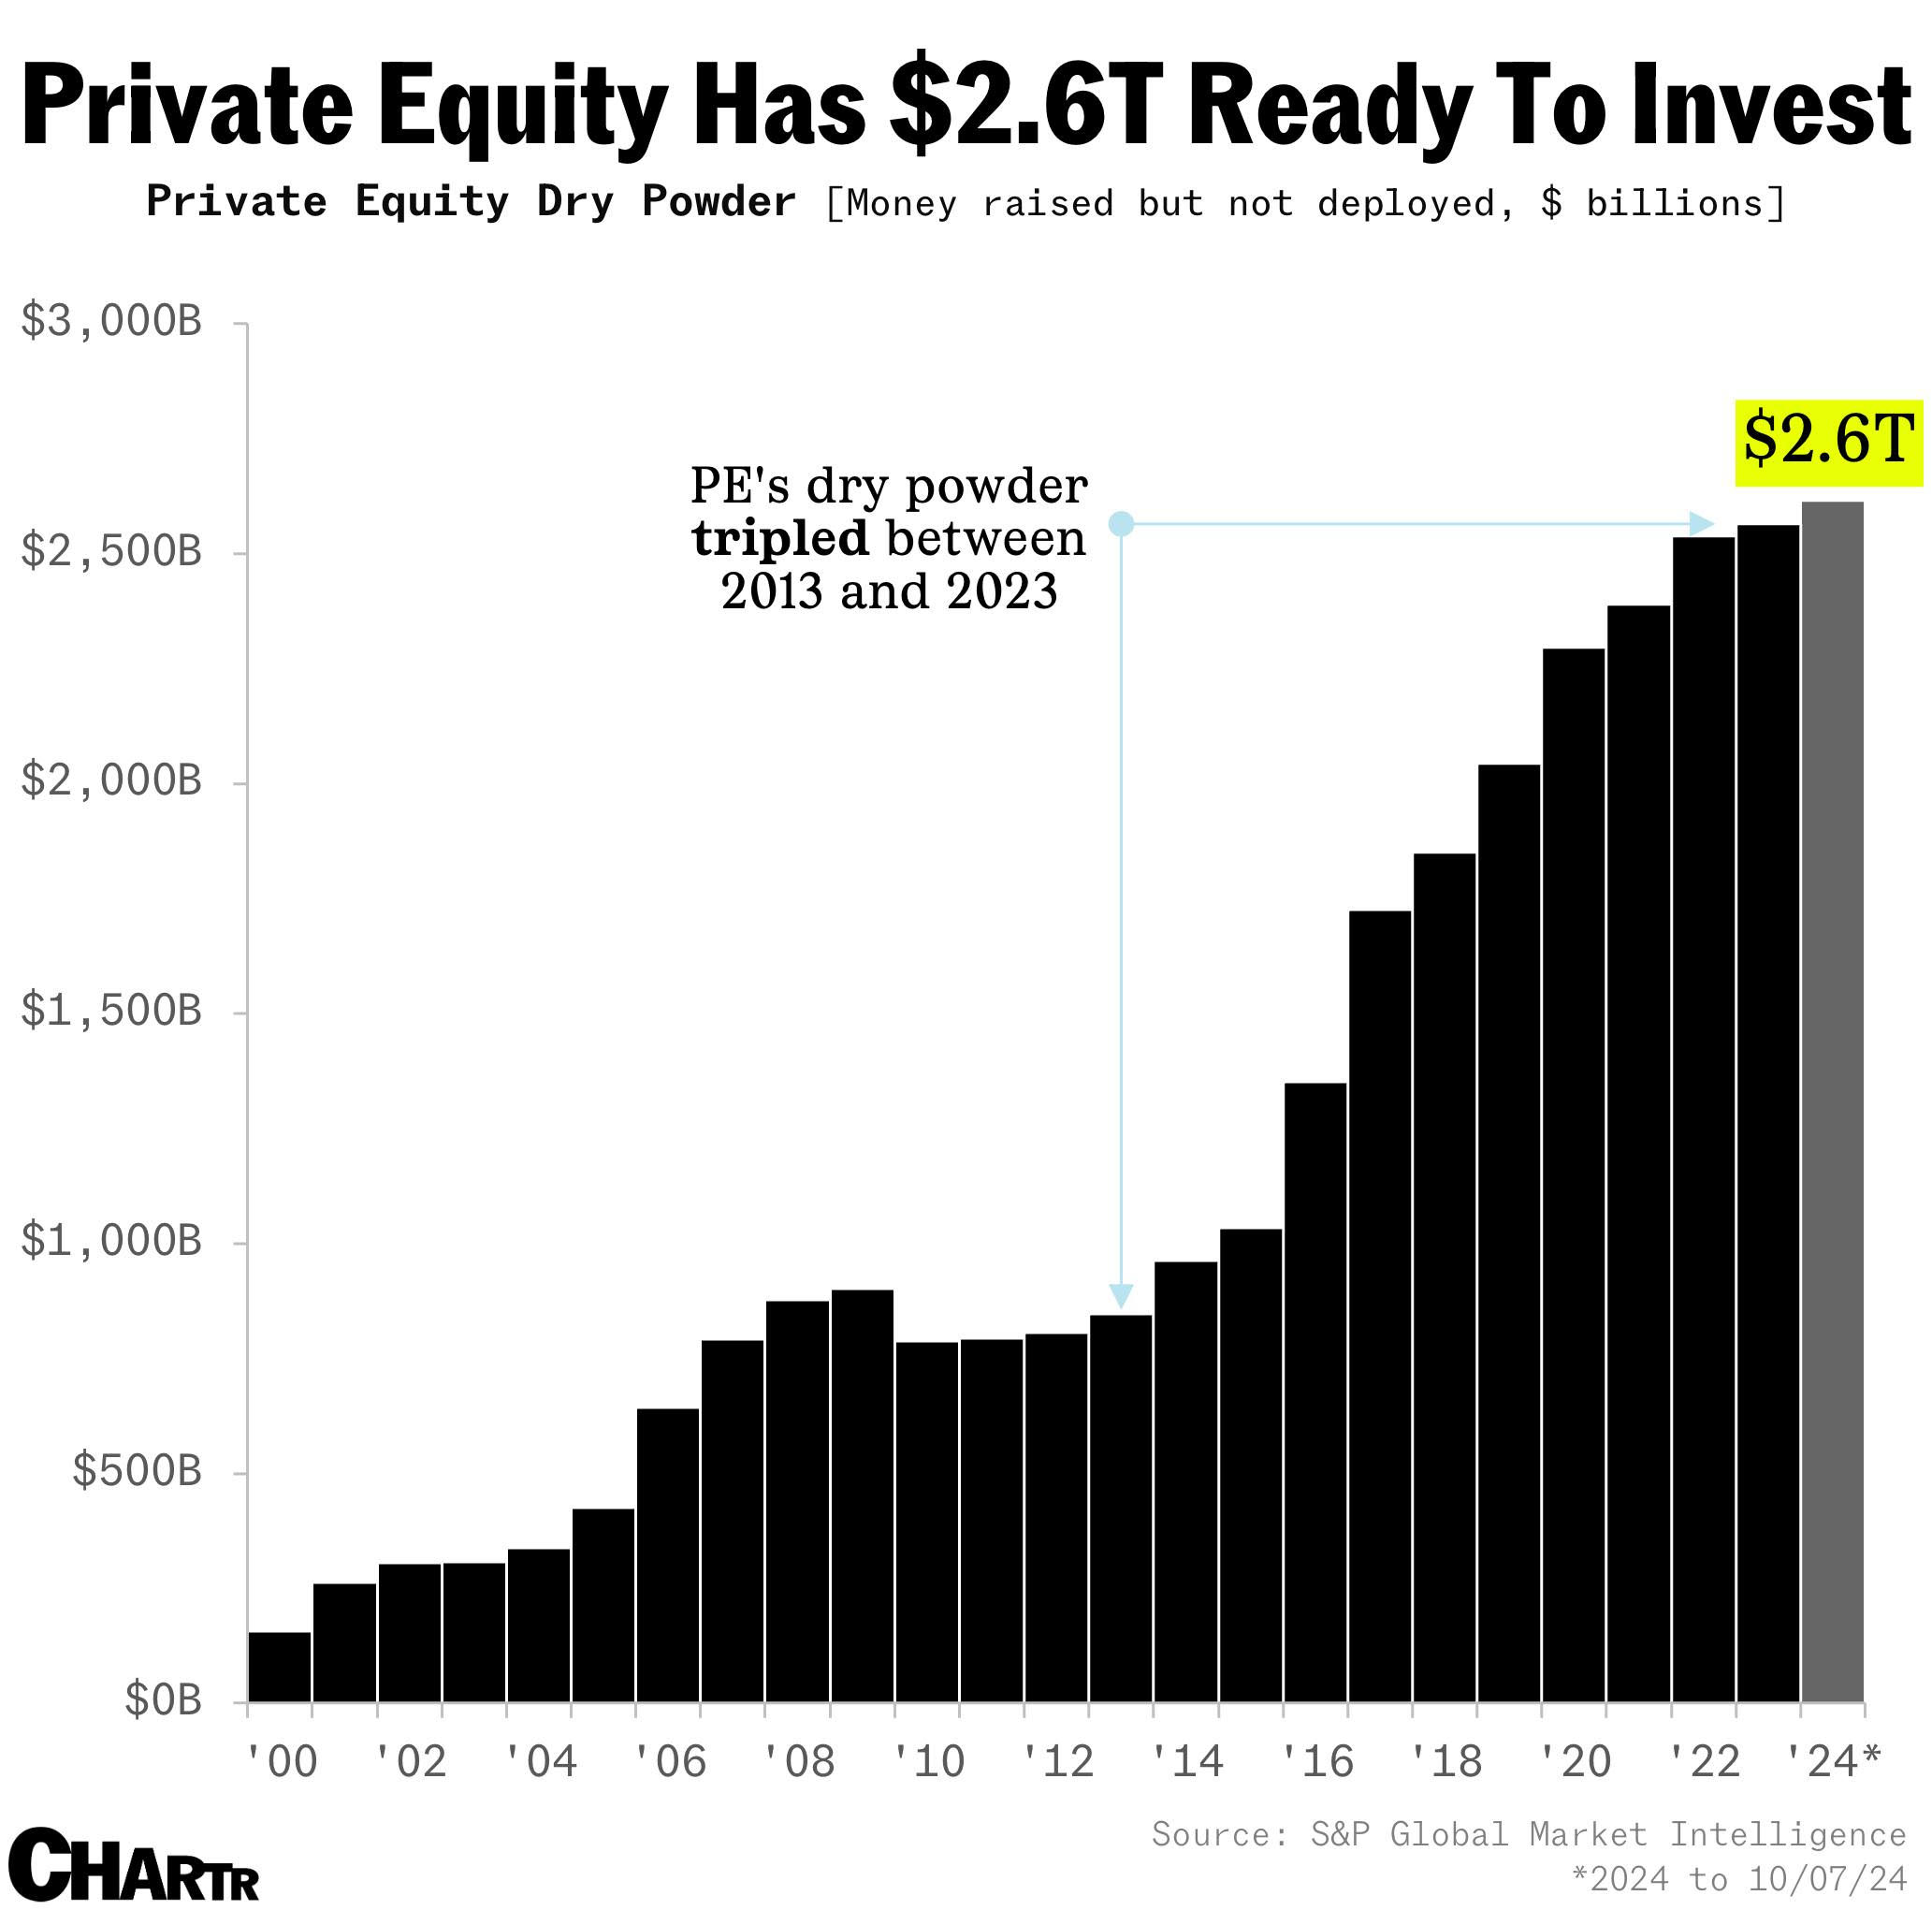 Private Equity Has $2.6T Ready To Invest
Private Equity Dry Powder [Money raised but not deployed, $ billions]
$3,000B
$2,500B
$2,000B
$1,500B
$1,000B
$500B
$0B
PE's dry powder
tripled between
2013 and 2023
$2.6T
'00 '02 '04 '06 '08 '10 '12 '14 '16 '18 '20 '22 '24*
CHARTR
Source: S&P Global Market Intelligence
*2024 to 10/07/24